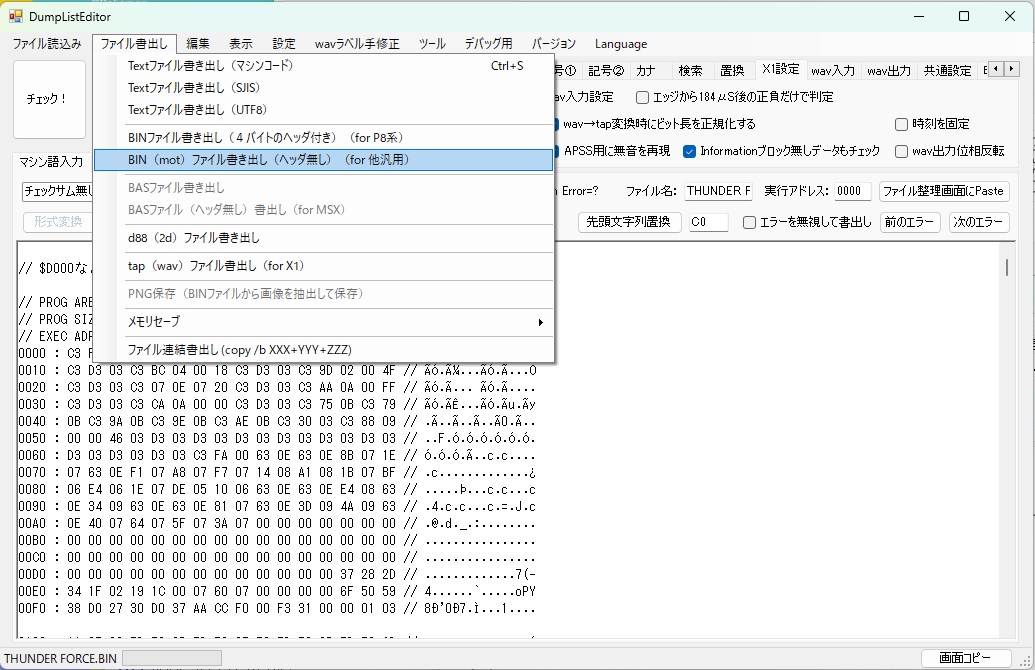 DumpListEditor
ファイル読込み ファイル書出し 編集 表示 設定 wavラベル手修正 ツール デバッグ用 バージョン Language
Textファイル書き出し（マシンコード） Ctrl+S
Textファイル書き出し（SJIS）
Textファイル書き出し（UTF8）
BINファイル書き出し（４バイトのヘッダ付き）（for P8系）
BIN（mot）ファイル書き出し（ヘッダ無し）（for 他汎用）
BASファイル書き出し
BASファイル（ヘッダ無し）書出し（for MSX）
d88（2d）ファイル書き出し
tap（wav）ファイル書出し（for X1）
PNG保存（BINファイルから画像を抽出して保存）
メモリセーブ
ファイル連結書出し(copy /b XXX+YYY+ZZZ)
チェック！
マシン語入力
チェックサム無し
形式変換
号① 記号② カナ 検索 置換 X1設定 wav入力 wav出力 共通設定
av入力設定 エッジから184μS後の正負だけで判定
wav→tap変換時にビット長を正規化する 時刻を固定
APSS用に無音を再現 Informationブロック無しデータもチェック wav出力位相反転
n Error=? ファイル名: THUNDER F 実行アドレス: 0000 ファイル整理画面にPaste
先頭文字列置換 C0 エラーを無視して書出し 前のエラー 次のエラー
// $D000な
// PROG ARE
// PROG SIZ
// EXEC ADR
0000 : C3
0010 : C3 D3 03 C3 BC 04 00 18 C3 D3 03 C3 9D 02 00 4F // Ãó.Ã¼...Ãó.Ã...O
0020 : C3 D3 03 C3 07 0E 07 20 C3 D3 03 C3 AA 0A 00 FF // Ãó.Ã... Ãó.Ã...
0030 : C3 D3 03 C3 CA 0A 00 00 C3 D3 03 C3 75 0B C3 79 // Ãó.ÃÊ...Ãó.Ãu.Ãy
0040 : 0B C3 9A 0B C3 9E 0B C3 AE 0B C3 30 03 C3 88 09 // .Ã..Ã..Ã..Ã0.Ã..
0050 : 00 00 46 03 D3 03 D3 03 D3 03 D3 03 D3 03 D3 03 // ..F.ó.ó.ó.ó.ó.ó.
0060 : D3 03 D3 03 D3 03 C3 FA 00 63 0E 63 0E 8B 07 1E // ó.ó.ó.Ã..c.c....
0070 : 07 63 0E F1 07 A8 07 F7 07 14 08 A1 08 1B 07 BF // .c.............¿
0080 : 06 E4 06 1E 07 DE 05 10 06 63 0E 63 0E E4 08 63 // .....Þ...c.c...c
0090 : 0E 34 09 63 0E 63 0E 81 07 63 0E 3D 09 4A 09 63 // .4.c.c...c.=.J.c
00A0 : 0E 40 07 64 07 5F 07 3A 07 00 00 00 00 00 00 00 // .@.d._.:........
00B0 : 00 00 00 00 00 00 00 00 00 00 00 00 00 00 00 00 // ................
00C0 : 00 00 00 00 00 00 00 00 00 00 00 00 00 00 00 00 // ................
00D0 : 00 00 00 00 00 00 00 00 00 00 00 00 00 37 28 2D // .............7(-
00E0 : 34 1F 02 19 1C 00 07 60 07 00 00 00 00 6F 50 59 // 4......`.....oPY
00F0 : 38 D0 27 30 D0 37 AA CC F0 00 F3 31 00 00 01 03 // 8Ð'0Ð7.Ì...1....
THUNDER FORCE.BIN
画面コピー